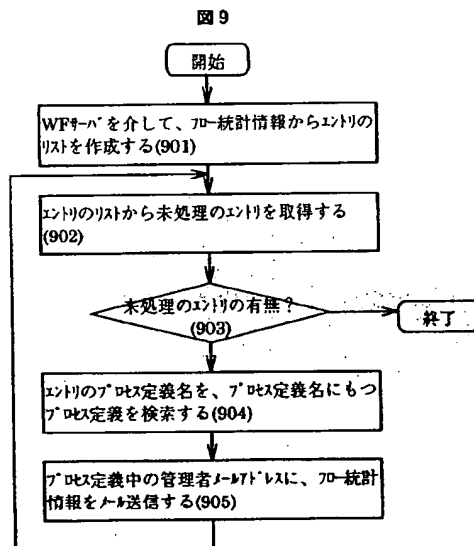 図9
開始
WFｻｰﾊﾞを介して、ﾌﾛｰ統計情報からｴﾝﾄﾘの
ﾘｽﾄを作成する(901)
ｴﾝﾄﾘのﾘｽﾄから未処理のｴﾝﾄﾘを取得する
(902)
未処理のｴﾝﾄﾘの有無?
(903)
終了
ｴﾝﾄﾘのﾌﾟﾛｾｽ定義名を、ﾌﾟﾛｾｽ定義名にもつ
ﾌﾟﾛｾｽ定義を検索する(904)
ﾌﾟﾛｾｽ定義中の管理者ﾒｰﾙｱﾄﾞﾚｽに、ﾌﾛｰ統計
情報をﾒｰﾙ送信する(905)